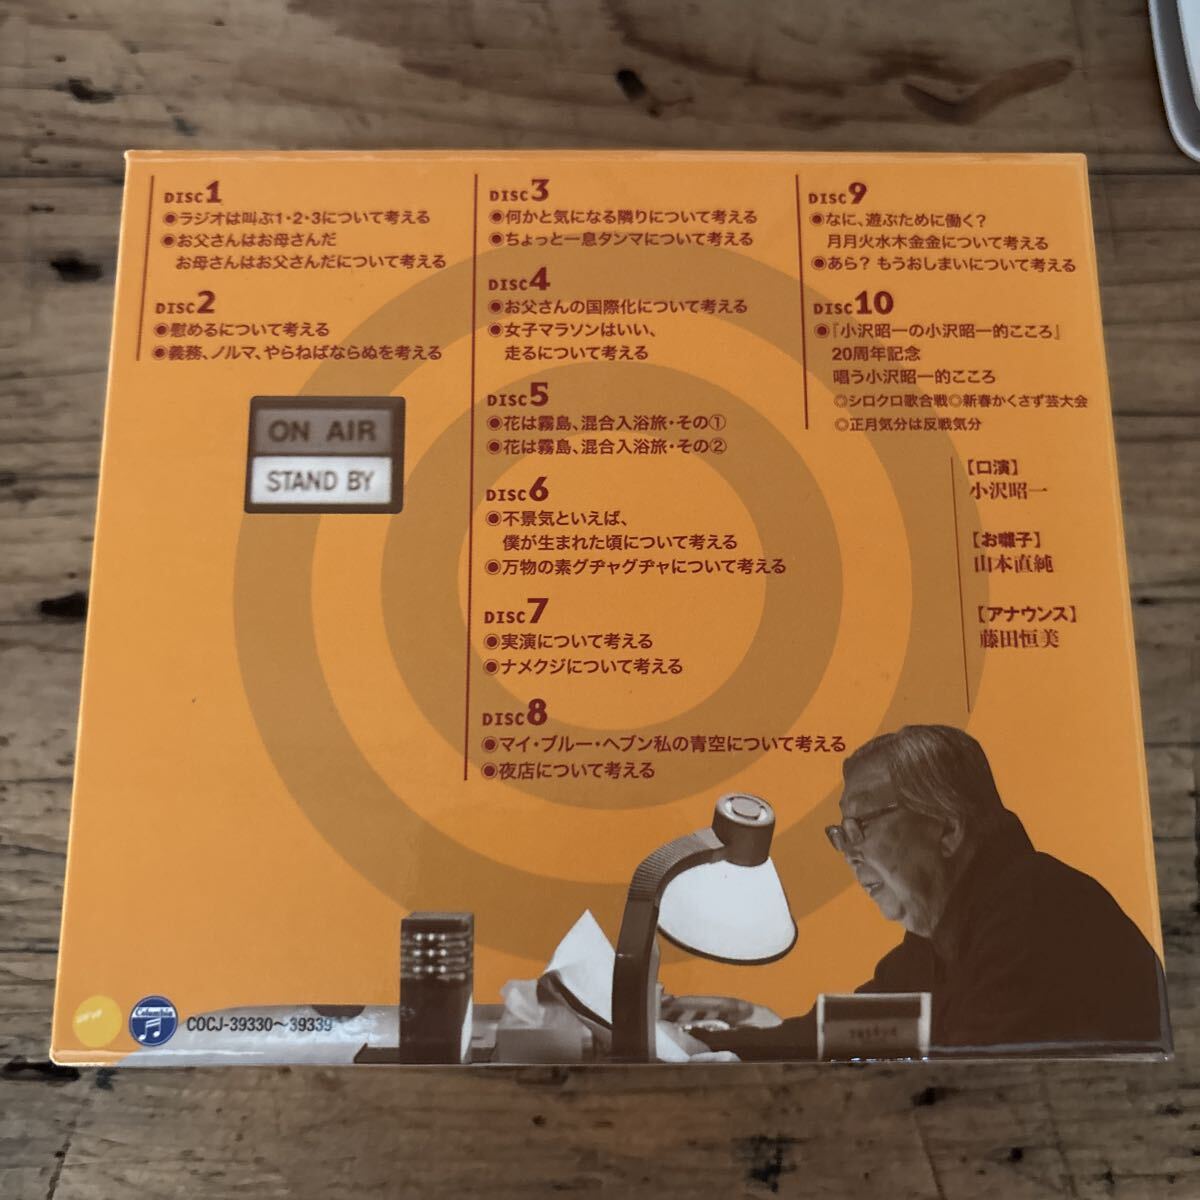 DISC1
◉ラジオは叫ぶ1・2・3について考える
◉お父さんはお母さんだ
お母さんはお父さんだについて考える
DISC2
◉慰めるについて考える
◉義務、ノルマ、やらねばならぬを考える
ON AIR
STAND BY
DISC3
◉何かと気になる隣りについて考える
◉ちょっと一息タンマについて考える
DISC4
◉お父さんの国際化について考える
◉女子マラソンはいい、
走るについて考える
DISC5
◉花は霧島、混合入浴旅・その①
◉花は霧島、混合入浴旅・その②
DISC6
◉不景気といえば、
僕が生まれた頃について考える
◉万物の素グヂャグヂャについて考える
DISC7
◉実演について考える
◉ナメクジについて考える
DISC8
◉マイ・ブルー・ヘブン私の青空について考える
◉夜店について考える
DISC9
◉なに、遊ぶために働く?
月月火水木金金について考える
◉あら? もうおしまいについて考える
DISC10
◉『小沢昭一の小沢昭一的こころ』
20周年記念
唱う小沢昭一的こころ
◎シロクロ歌合戦◎新春かくさず芸大会
◎正月気分は反戦気分
【口演】
小沢昭一
【お囃子】
山本直純
【アナウンス】
藤田恒美
Columbia
COCJ-39330〜39339